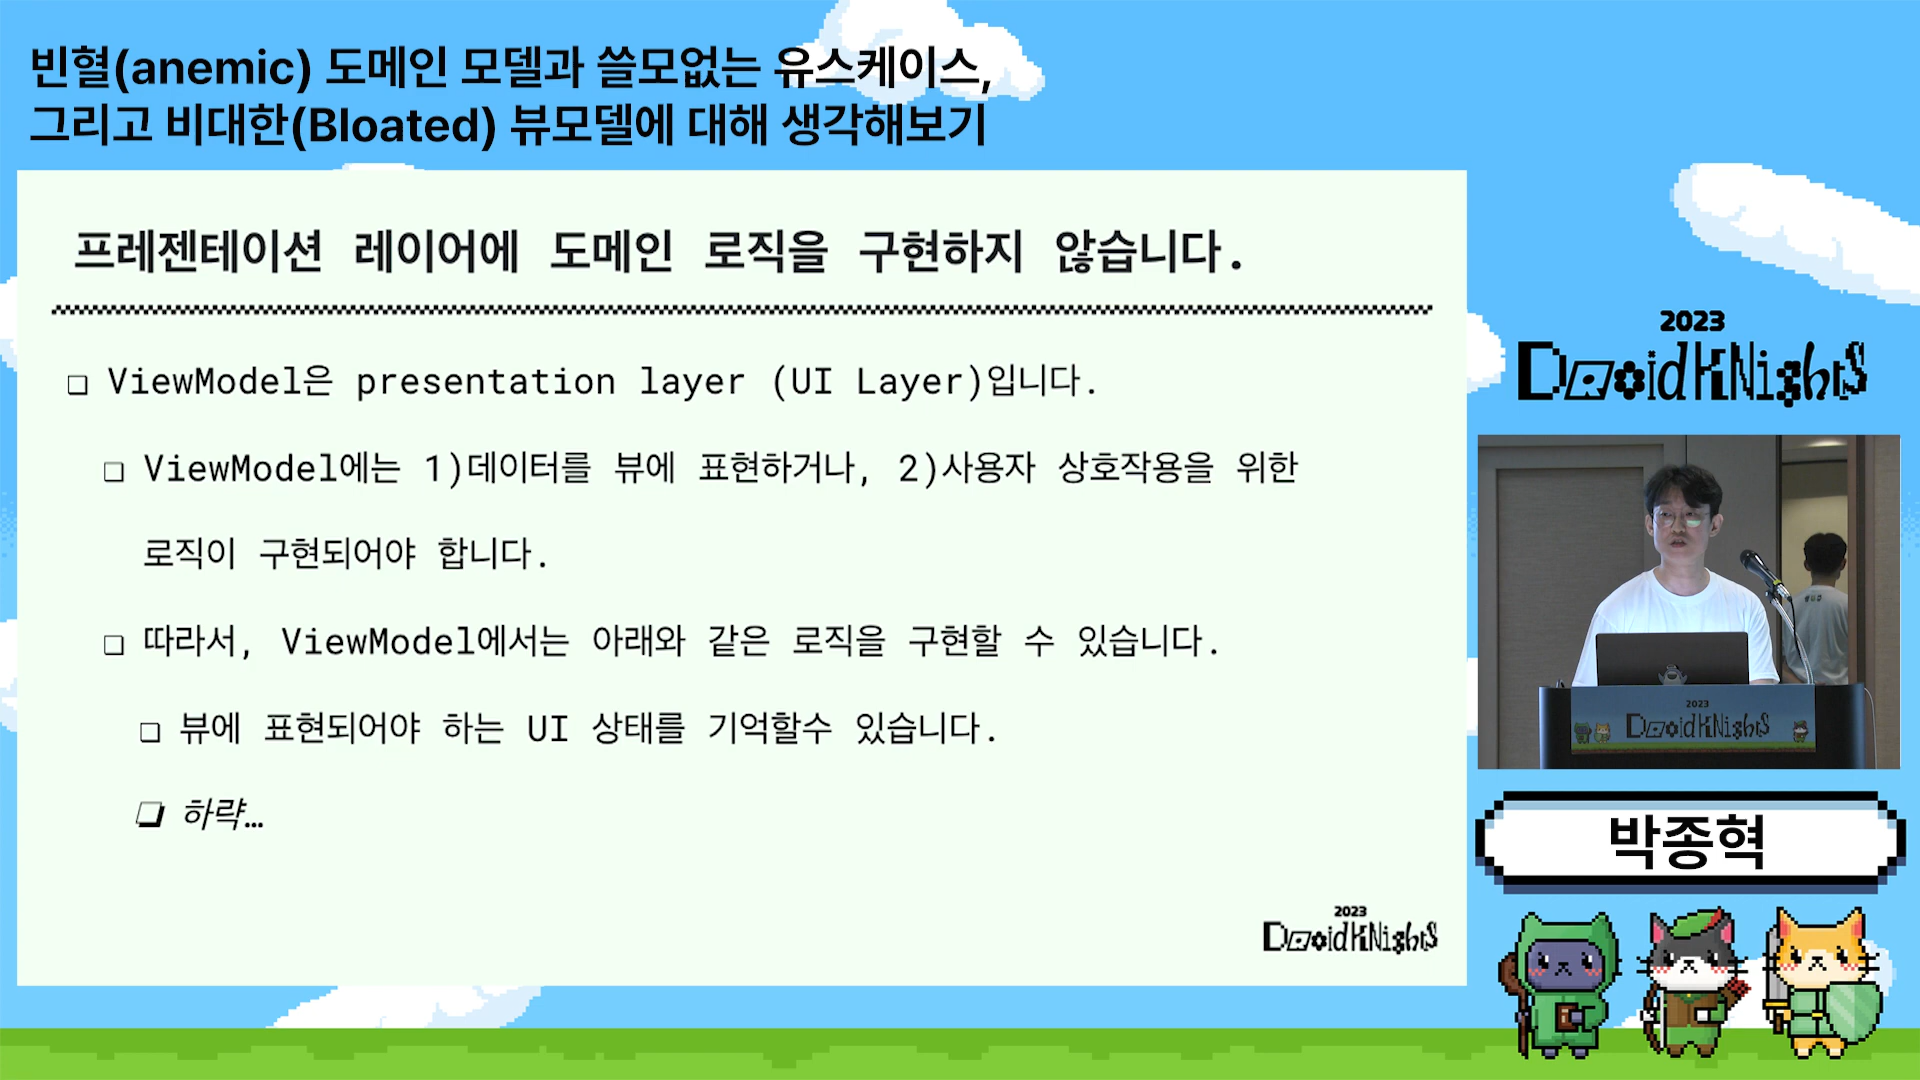 빈혈(anemic) 도메인 모델과 쓸모없는 유스케이스,
그리고 비대한(Bloated) 뷰모델에 대해 생각해보기
프레젠테이션 레이어에 도메인 로직을 구현하지 않습니다.
❏ ViewModel은 presentation layer (UI Layer)입니다.
❏ ViewModel에는 1)데이터를 뷰에 표현하거나, 2)사용자 상호작용을 위한
로직이 구현되어야 합니다.
❏ 따라서, ViewModel에서는 아래와 같은 로직을 구현할 수 있습니다.
❏ 뷰에 표현되어야 하는 UI 상태를 기억할수 있습니다.
❏ 하략…
2023
DRoidKNights
2023
DRoidKNights
2023
DRoidKNights
박종혁